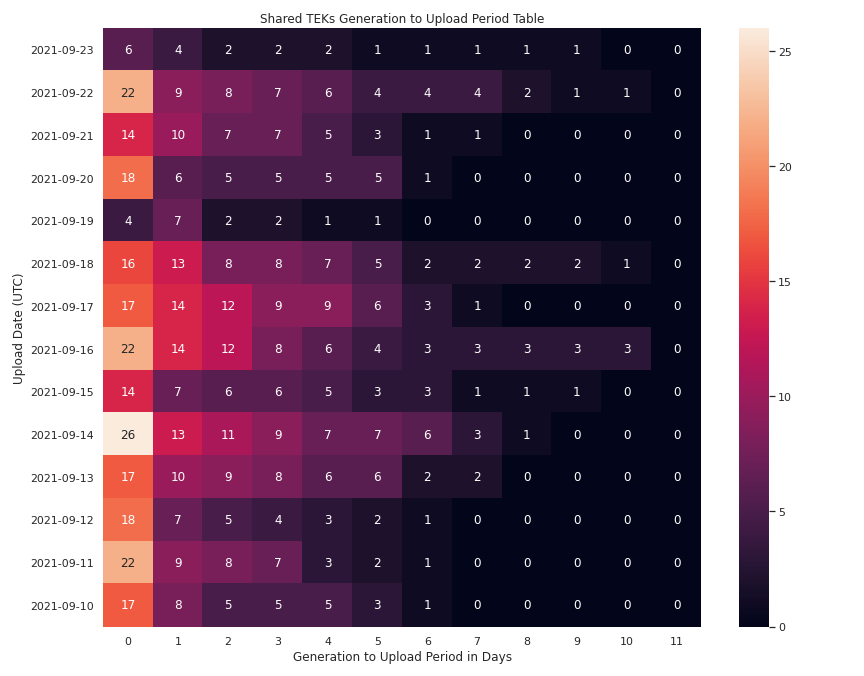 Shared TEKs Generation to Upload Period Table
2021-09-23 6 4 2 2 2 1 1 1 1 1 0 0
2021-09-22 22 9 8 7 6 4 4 4 2 1 1 0
2021-09-21 14 10 7 7 5 3 1 1 0 0 0 0
2021-09-20 18 6 5 5 5 5 1 0 0 0 0 0
2021-09-19 4 7 2 2 1 1 0 0 0 0 0 0
2021-09-18 16 13 8 8 7 5 2 2 2 2 1 0
2021-09-17 17 14 12 9 9 6 3 1 0 0 0 0
2021-09-16 22 14 12 8 6 4 3 3 3 3 3 0
2021-09-15 14 7 6 6 5 3 3 1 1 1 0 0
2021-09-14 26 13 11 9 7 7 6 3 1 0 0 0
2021-09-13 17 10 9 8 6 6 2 2 0 0 0 0
2021-09-12 18 7 5 4 3 2 1 0 0 0 0 0
2021-09-11 22 9 8 7 3 2 1 0 0 0 0 0
2021-09-10 17 8 5 5 5 3 1 0 0 0 0 0
0 1 2 3 4 5 6 7 8 9 10 11
Generation to Upload Period in Days
Upload Date (UTC)
25
20
15
10
5
0